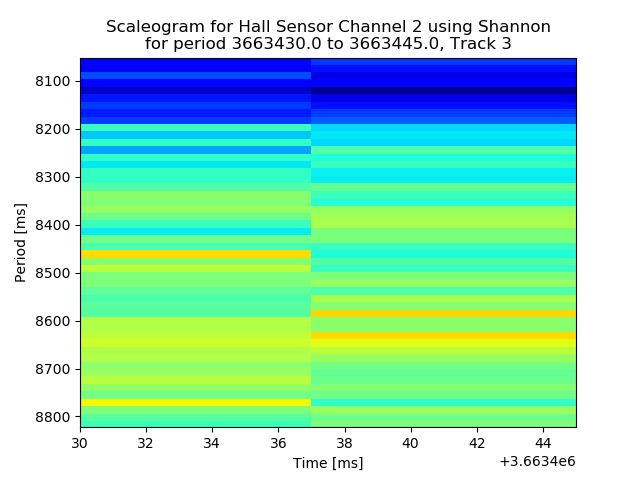 Scaleogram for Hall Sensor Channel 2 using Shannon
for period 3663430.0 to 3663445.0, Track 3
8100
8200
8300
8400
8500
8600
8700
8800
Period [ms]
30 32 34 36 38 40 42 44
Time [ms]
+3.6634e6